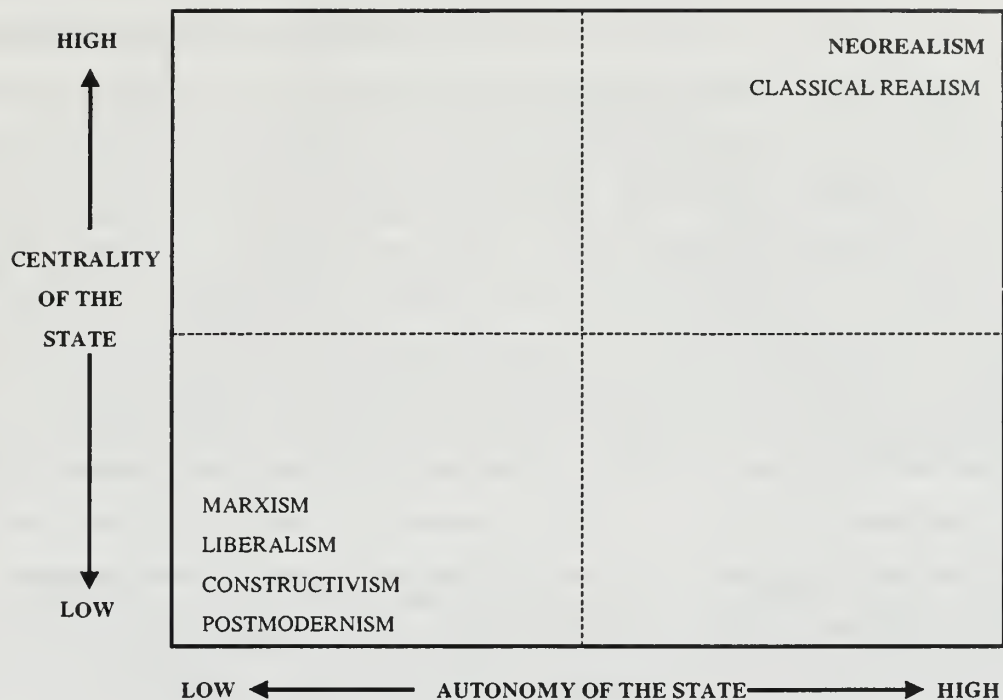 HIGH
NEOREALISM
CLASSICAL REALISM
CENTRALITY
OF THE
STATE
MARXISM
LIBERALISM
CONSTRUCTIVISM
POSTMODERNISM
LOW
LOW AUTONOMY OF THE STATE HIGH